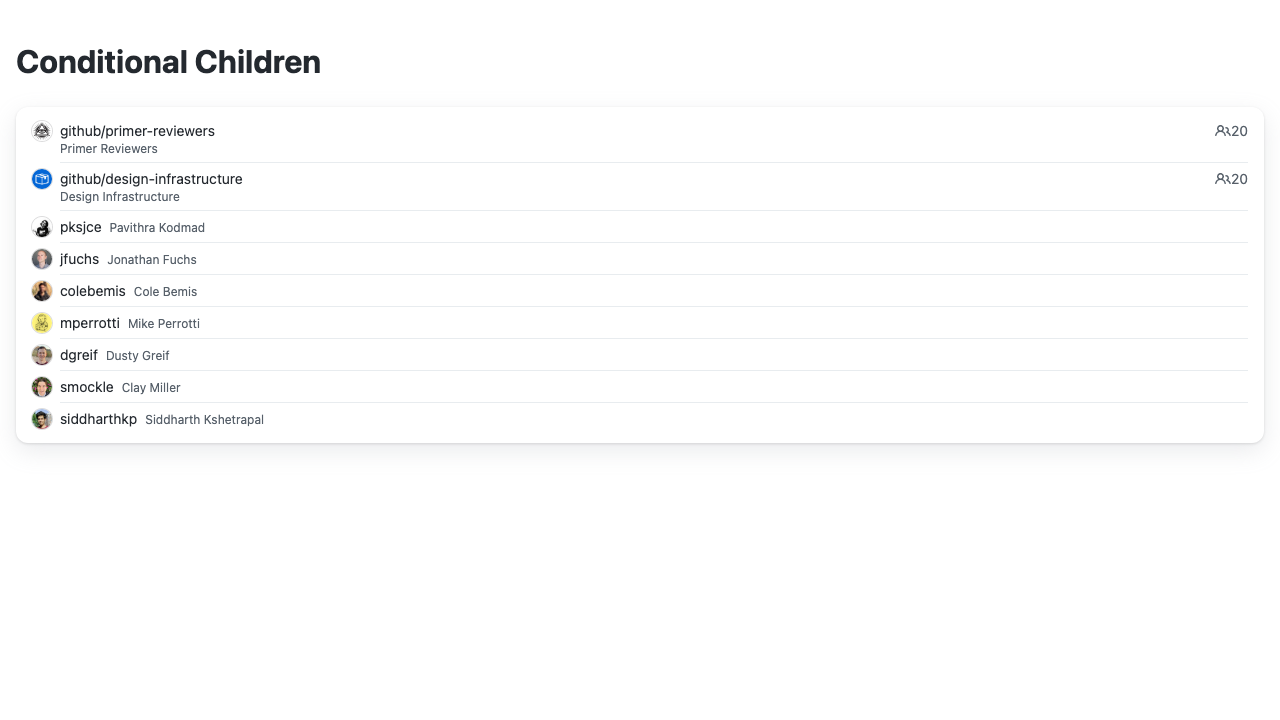 Conditional Children
github/primer-reviewers 20
Primer Reviewers
github/design-infrastructure 20
Design Infrastructure
pksjce Pavithra Kodmad
jfuchs Jonathan Fuchs
colebemis Cole Bemis
mperrotti Mike Perrotti
dgreif Dusty Greif
smockle Clay Miller
siddharthkp Siddharth Kshetrapal